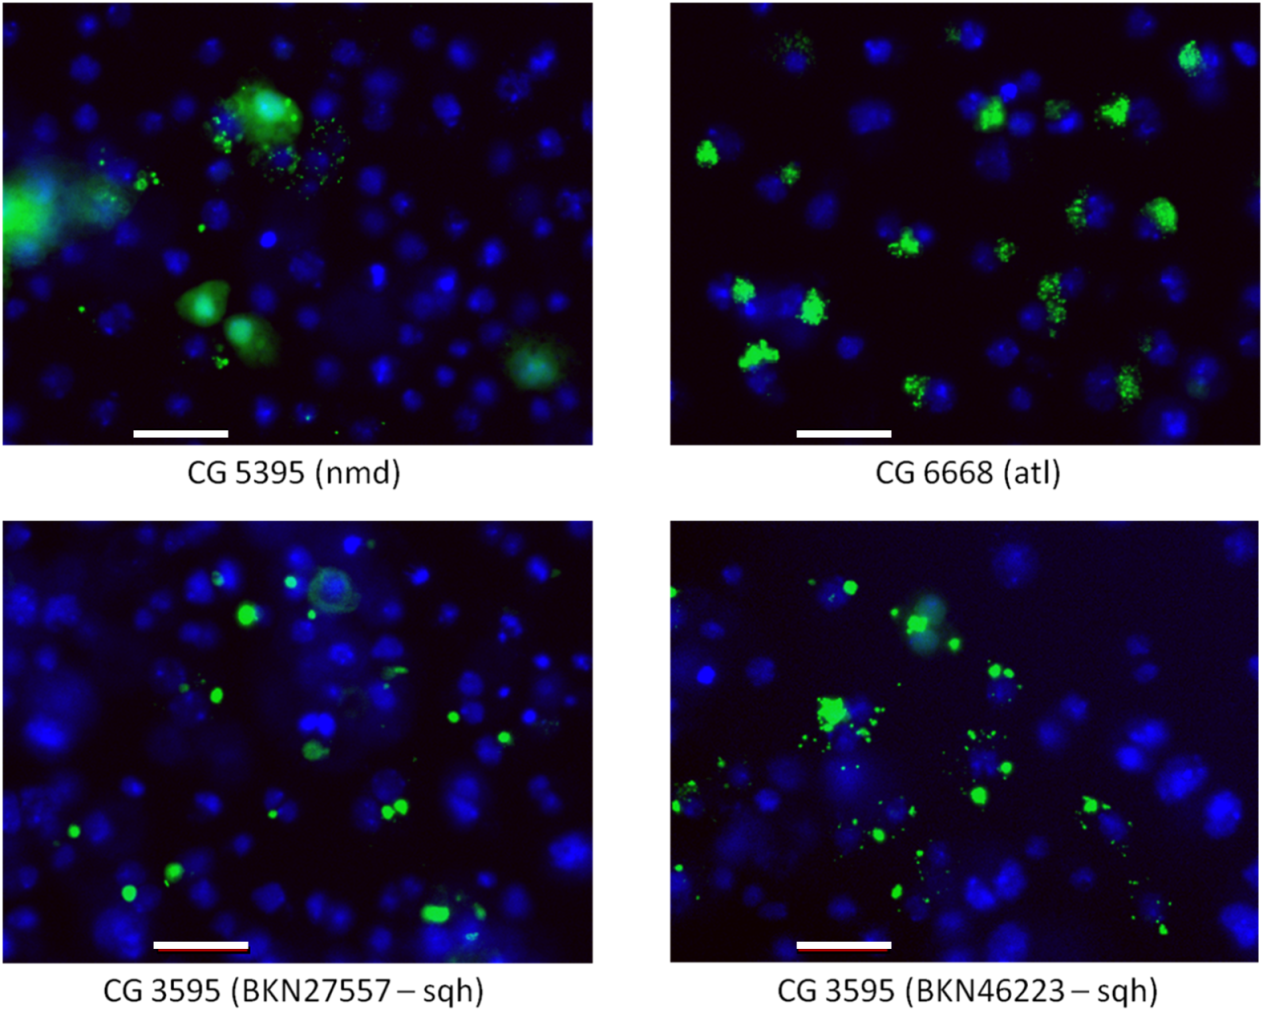 CG 5395 (nmd)
CG 6668 (atl)
CG 3595 (BKN27557 – sqh)
CG 3595 (BKN46223 – sqh)